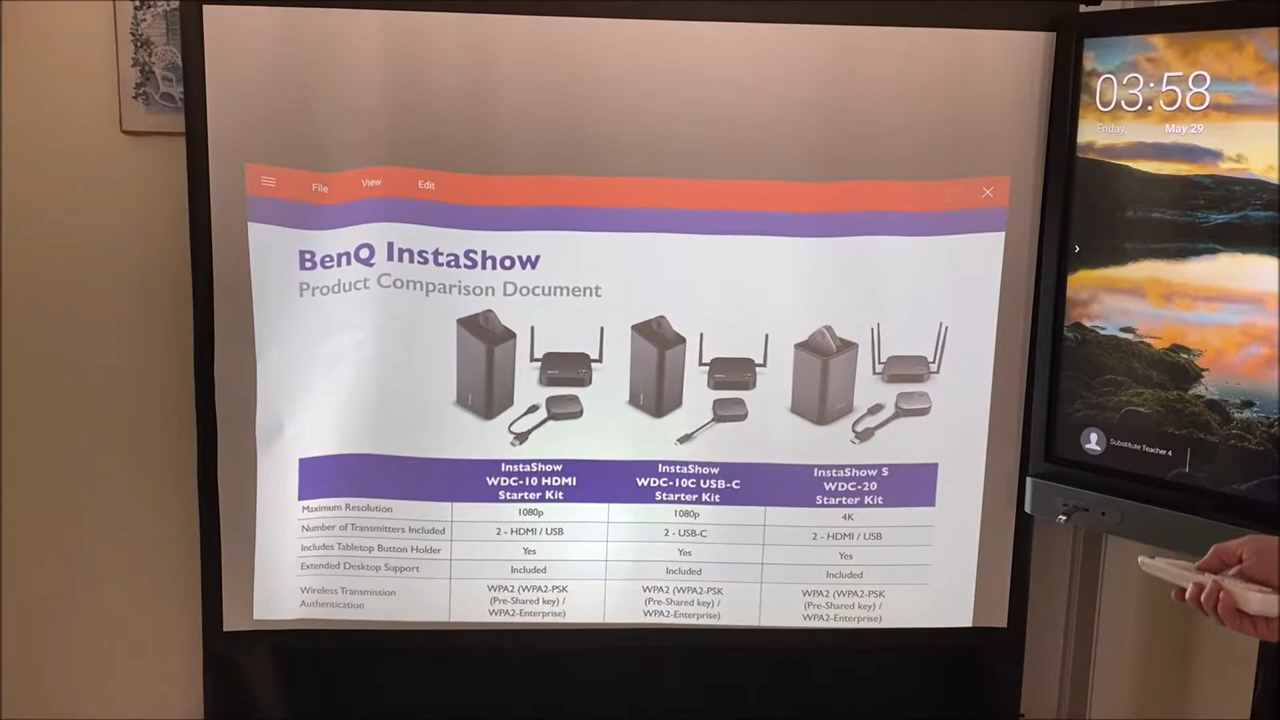 File View Edit
BenQ InstaShow
Product Comparison Document
InstaShow
WDC-10 HDMI
Starter Kit
InstaShow
WDC-10C USB-C
Starter Kit
InstaShow S
WDC-20
Starter Kit
Maximum Resolution 1080p 1080p 4K
Number of Transmitters Included 2 - HDMI / USB 2 - USB-C 2 - HDMI / USB
Includes Tabletop Button Holder Yes Yes Yes
Extended Desktop Support Included Included Included
Wireless Transmission
Authentication
WPA2 (WPA2-PSK
(Pre-Shared key) /
WPA2-Enterprise)
WPA2 (WPA2-PSK
(Pre-Shared key) /
WPA2-Enterprise)
WPA2 (WPA2-PSK
(Pre-Shared key) /
WPA2-Enterprise)
03:58
Friday, May 29
Substitute Teacher 4